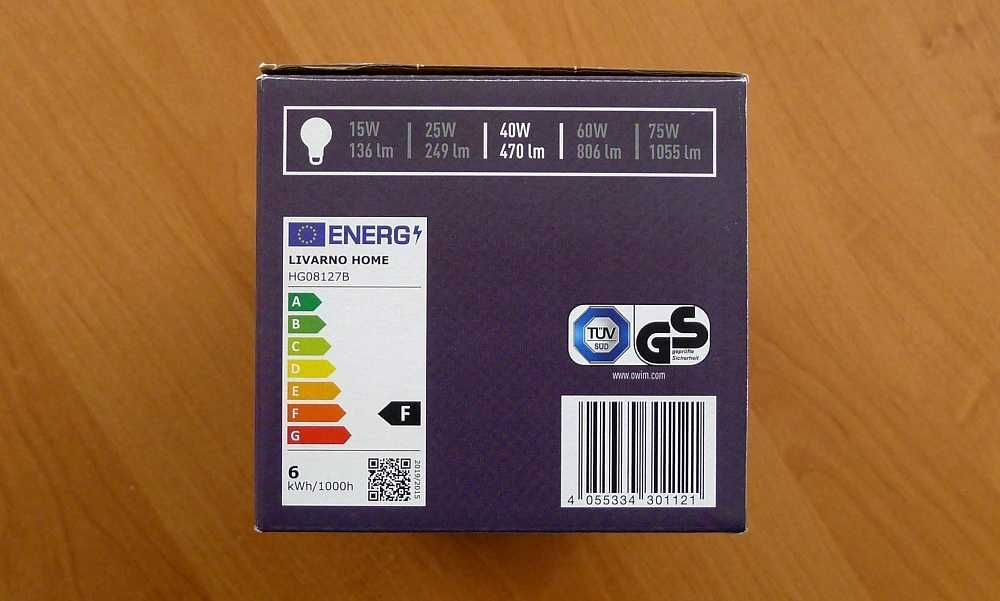 15W 25W 40W 60W 75W
136 lm 249 lm 470 lm 806 lm 1055 lm
ENERG
LIVARNO HOME
HG08127B
A
B
C
D
E
F
F
G
6
kWh/1000h
2019/2015
TÜV
SÜD
GS
geprüfte
Sicherheit
www.owim.com
4 055334 301121